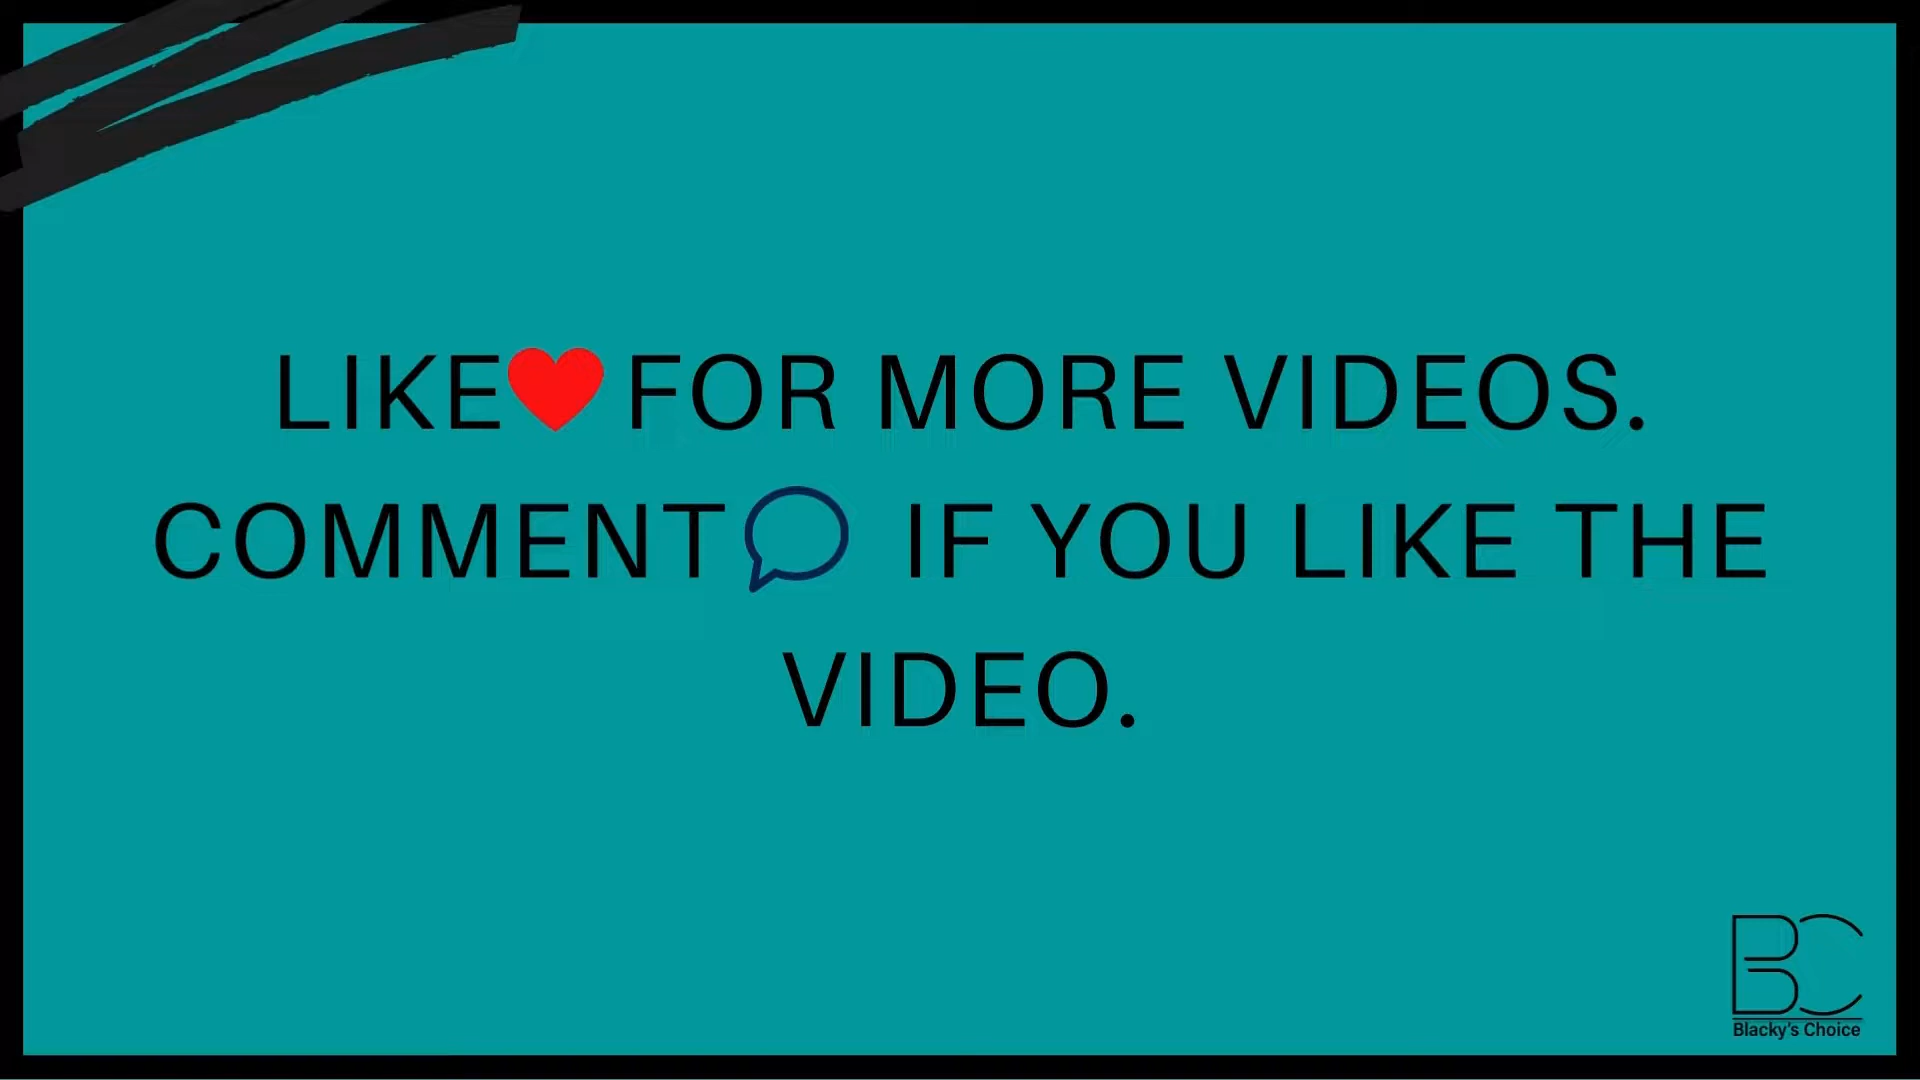 LIKE❤️FOR MORE VIDEOS.
COMMENT IF YOU LIKE THE
VIDEO.
BC
Blacky's Choice